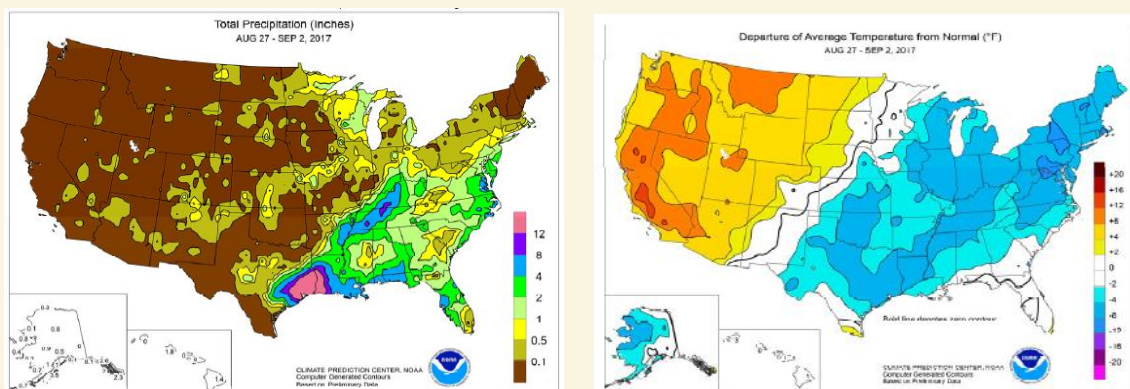 Total Precipitation (Inches)
AUG 27 - SEP 2, 2017
12
8
4
2
1
0.5
0.1
CLIMATE PREDICTION CENTER, NOAA
Computer Generated Contours
Based on Preliminary Data
Departure of Average Temperature from Normal (°F)
AUG 27 - SEP 2, 2017
+20
+16
+12
+8
+4
+2
0
-2
-4
-8
-12
-16
-20
Bold line denotes zero contour
CLIMATE PREDICTION CENTER, NOAA
Computer Generated Contours
Based on Preliminary Data